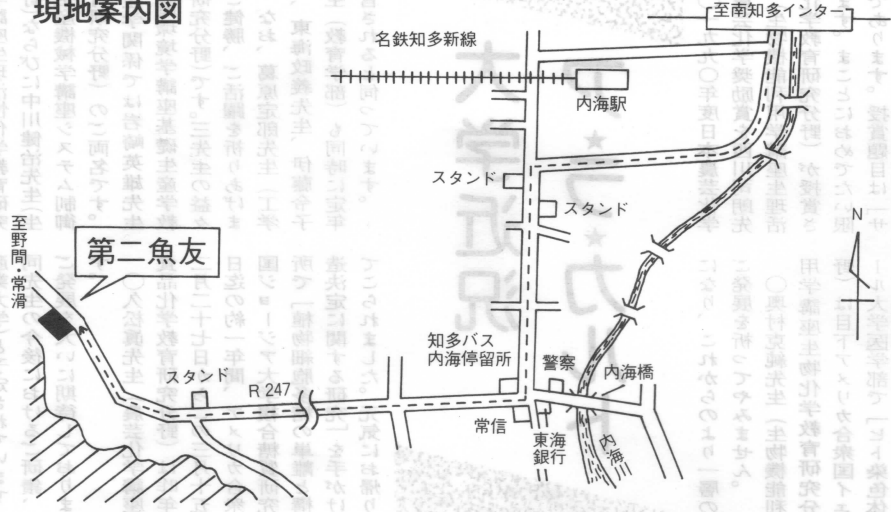 現地案内図
至南知多インター
名鉄知多新線
内海駅
スタンド
スタンド
N
至野間・常滑
第二魚友
知多バス
内海停留所
警察
内海橋
スタンド
R 247
常信
東海
銀行
内海